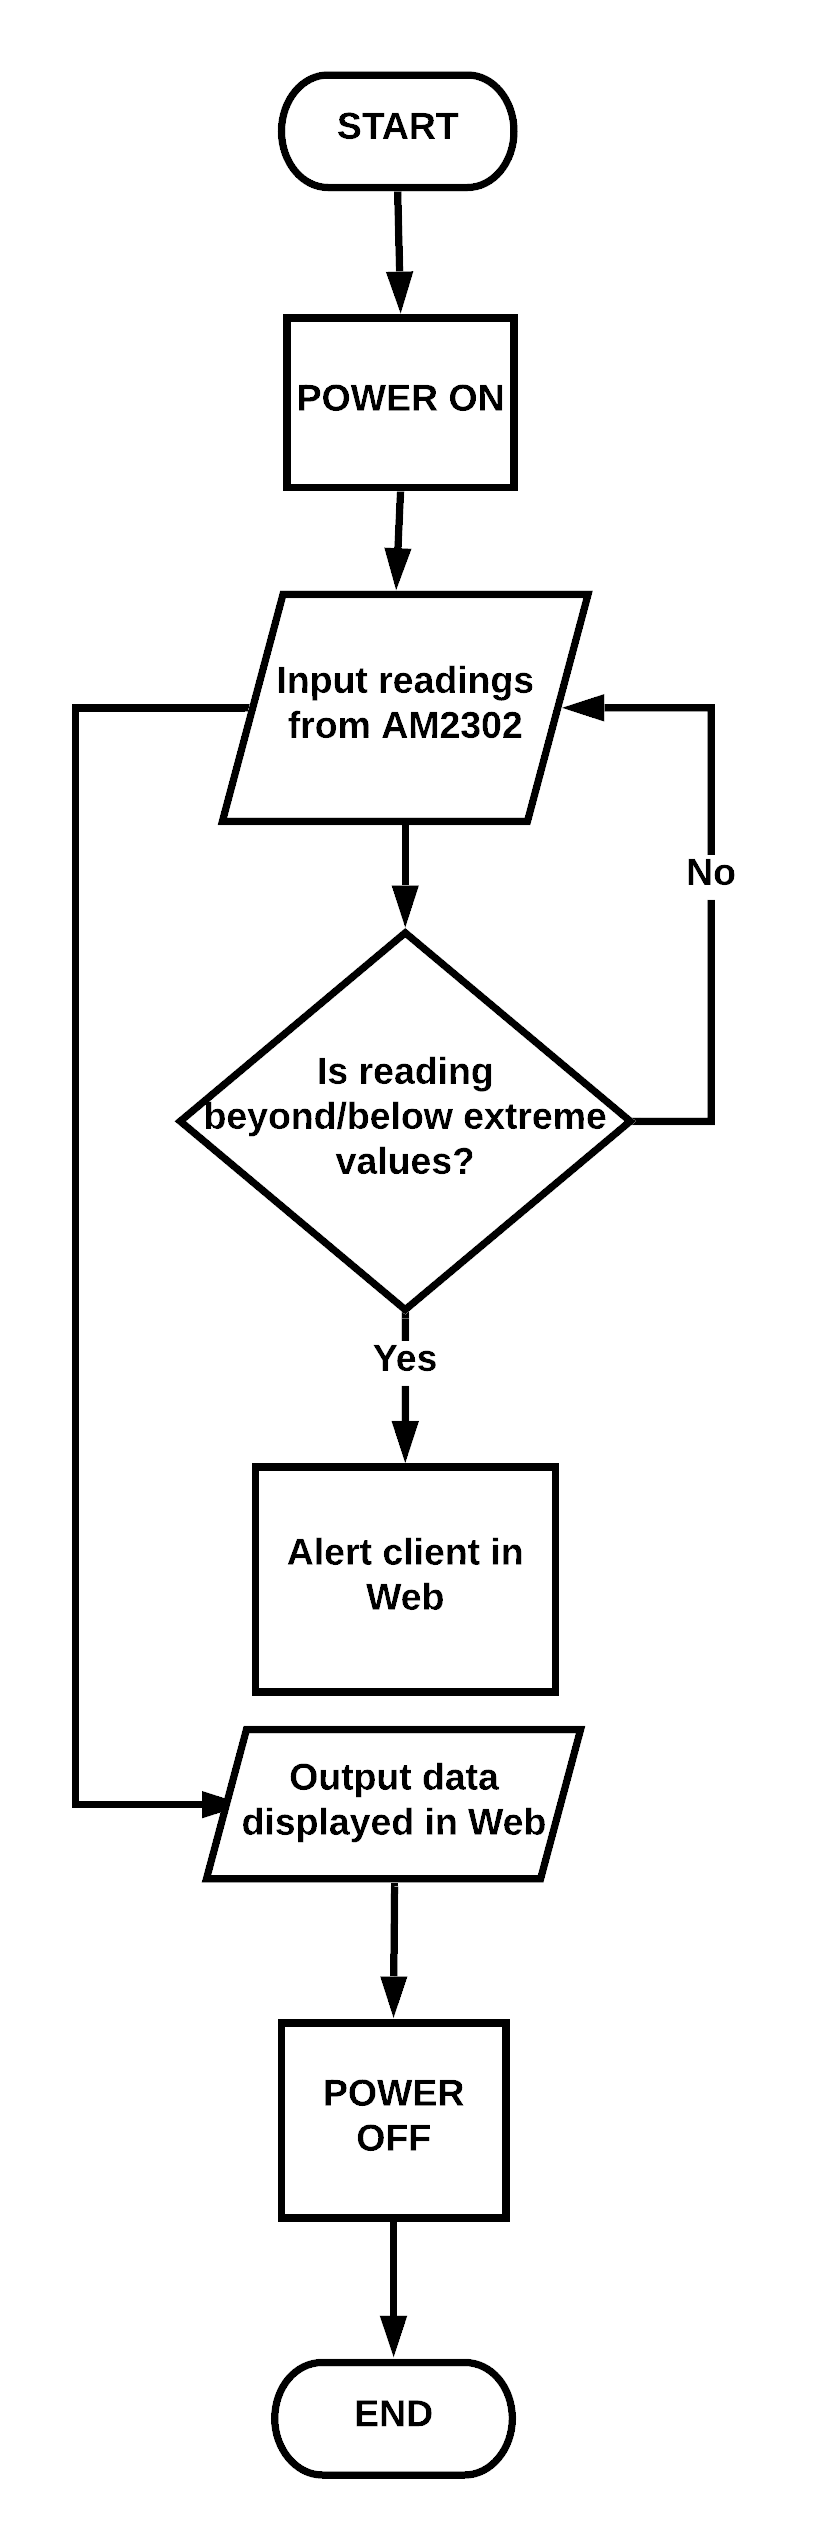 START
POWER ON
Input readings
from AM2302
No
Is reading
beyond/below extreme
values?
Yes
Alert client in
Web
Output data
displayed in Web
POWER
OFF
END